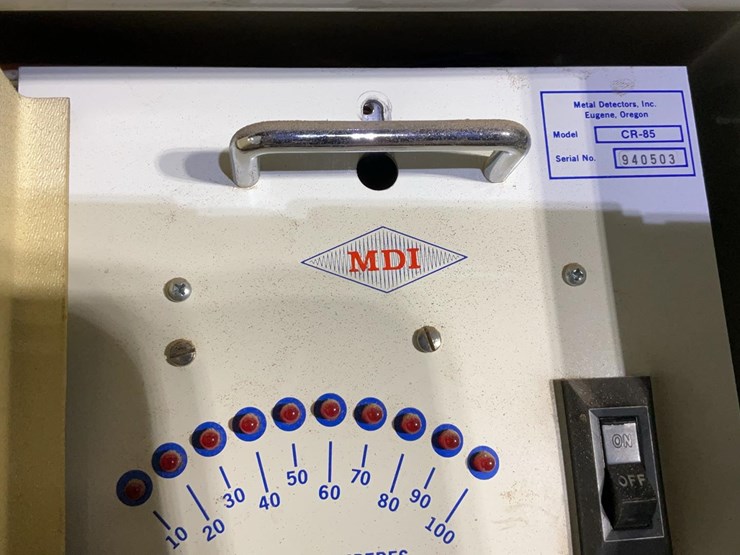 Metal Detectors, Inc.
Eugene, Oregon
Model CR-85
Serial No. 940503
MDI
10 20 30 40 50 60 70 80 90 100
ON
OFF